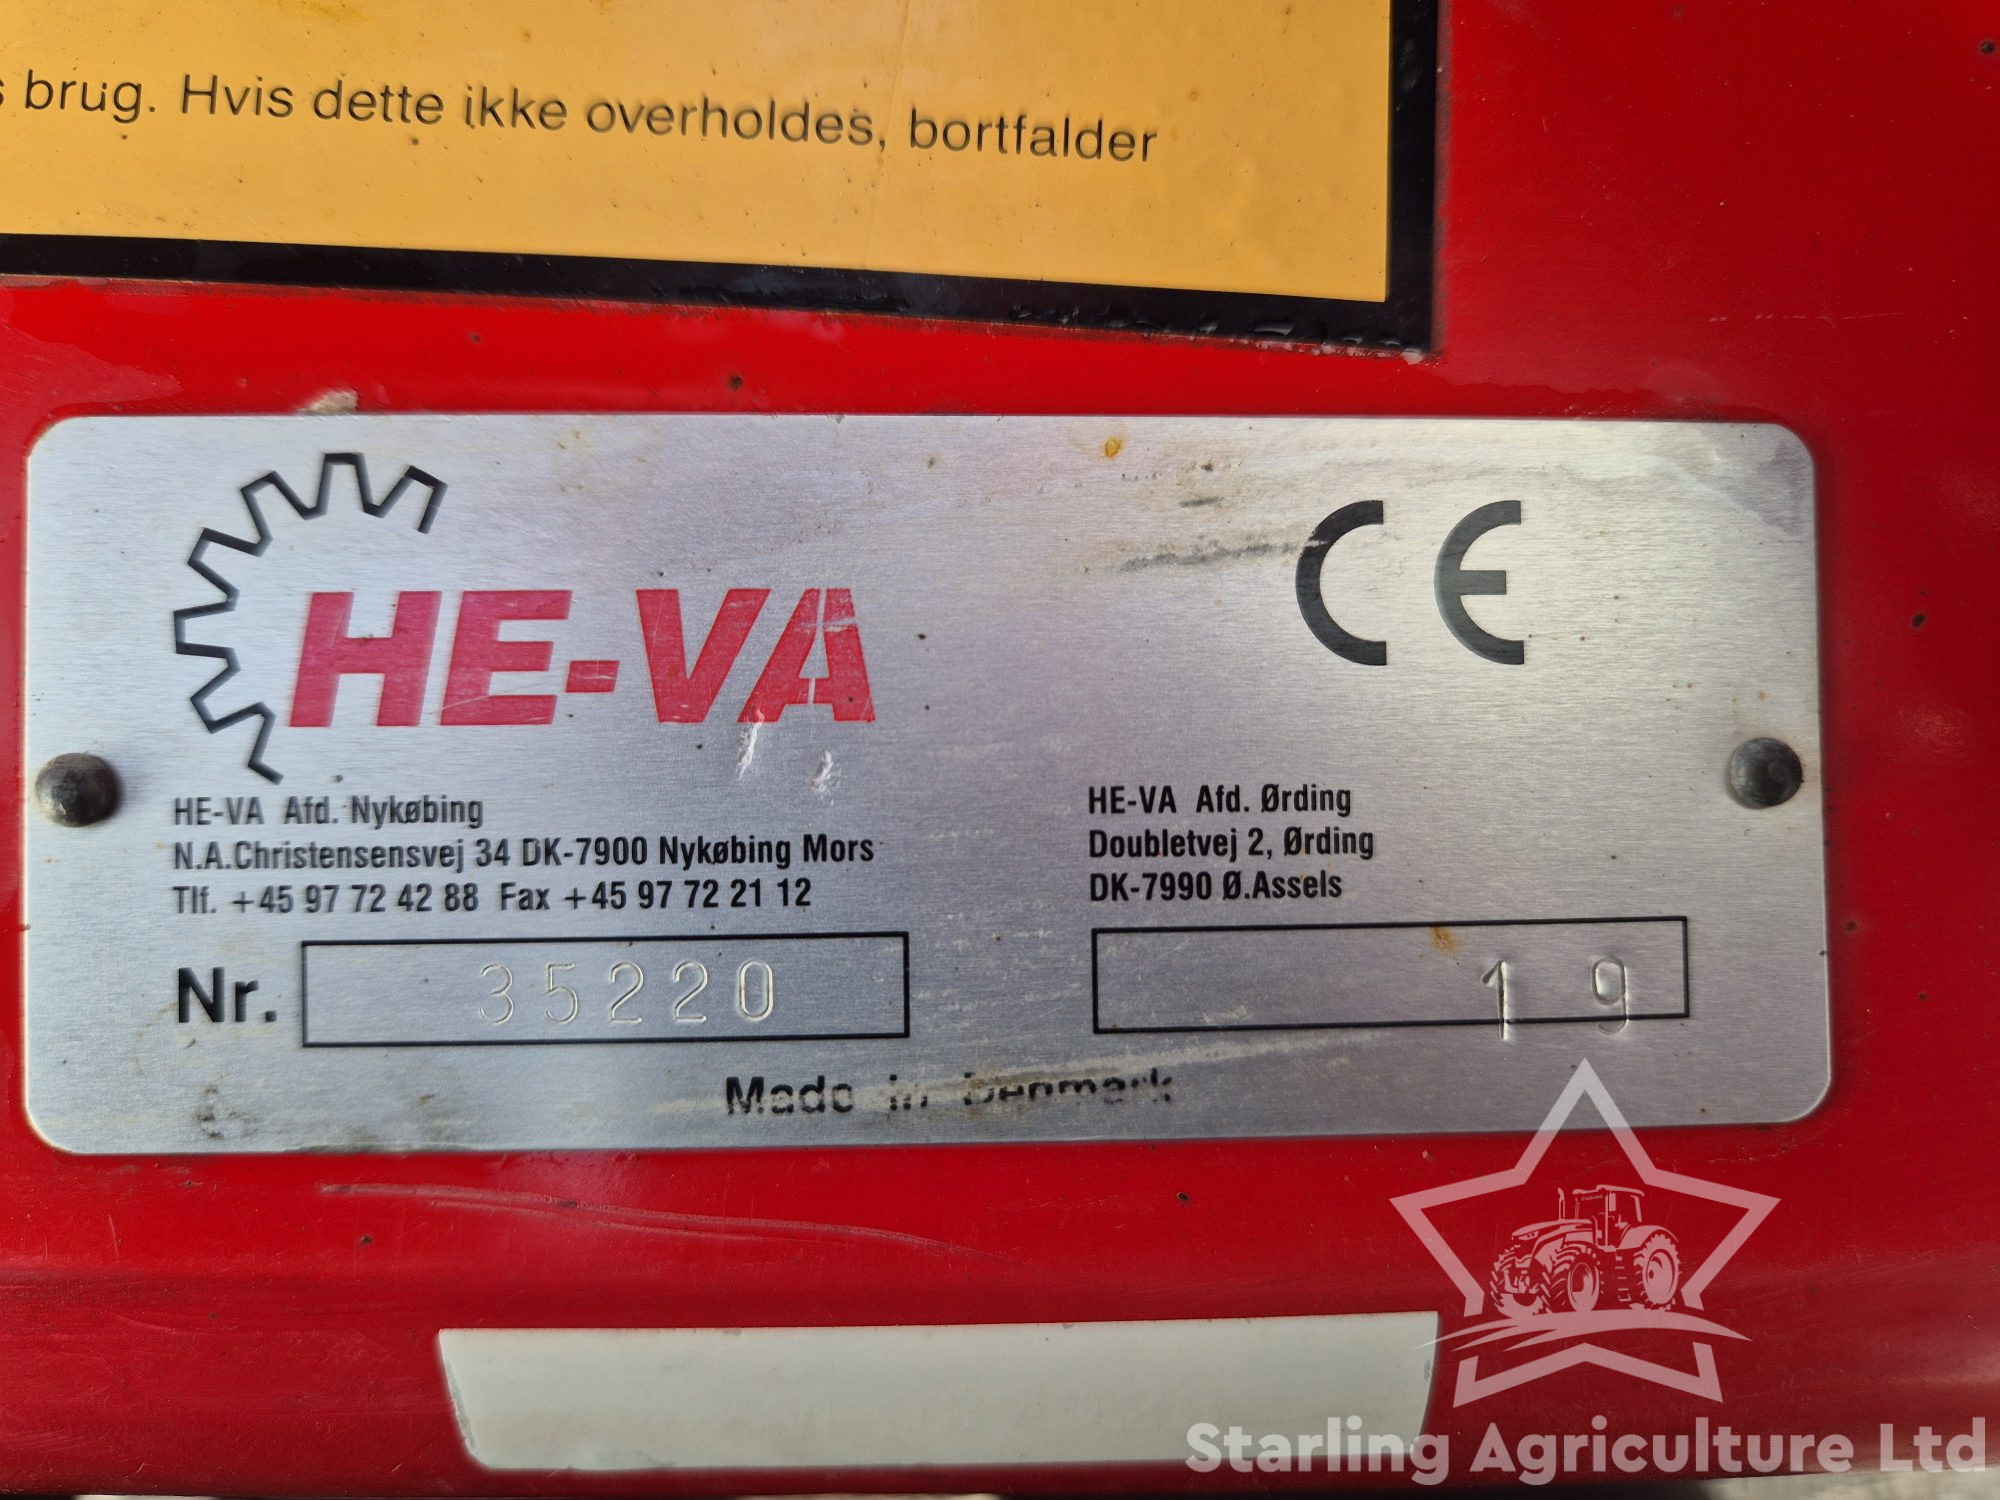 brug. Hvis dette ikke overholdes, bortfalder
HE-VA
CE
HE-VA Afd. Nykøbing
N.A.Christensensvej 34 DK-7900 Nykøbing Mors
Tlf. +45 97 72 42 88 Fax +45 97 72 21 12
HE-VA Afd. Ørding
Doubletvej 2, Ørding
DK-7990 Ø.Assels
Nr. 35220
19
Made in Denmark
Starling Agriculture Ltd